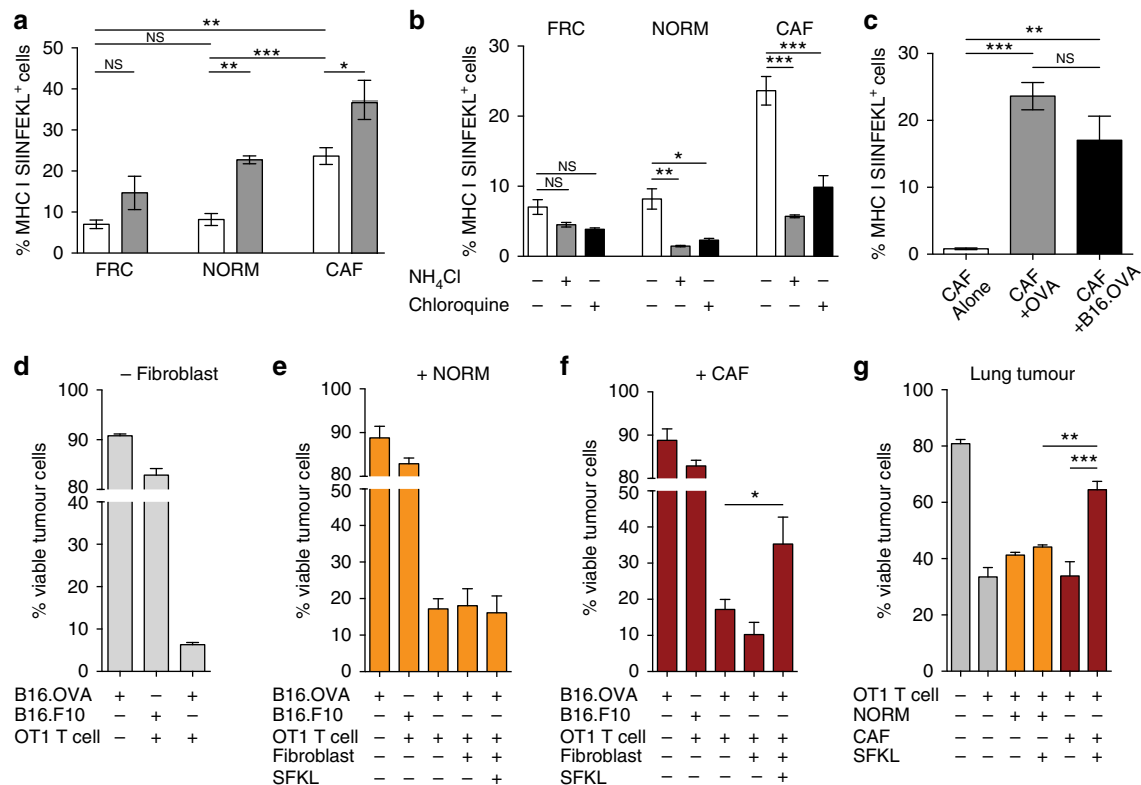 a
% MHC I SIINFEKL+ cells
50
40
30
20
10
0
**
NS
***
NS
**
*
FRC NORM CAF
b
FRC NORM CAF
% MHC I SIINFEKL+ cells
30
20
10
0
NS
NS
*
**
***
***
NH4Cl – + – – + – – + –
Chloroquine – – + – – + – – +
c
% MHC I SIINFEKL+ cells
30
20
10
0
**
***
NS
CAF Alone
CAF +OVA
CAF +B16.OVA
d
– Fibroblast
% viable tumour cells
100
90
80
40
30
20
10
0
B16.OVA + – +
B16.F10 – + –
OT1 T cell – + +
e
+ NORM
% viable tumour cells
100
90
80
50
40
30
20
10
0
B16.OVA + – + + +
B16.F10 – + – – –
OT1 T cell – + + + +
Fibroblast – – – + +
SFKL – – – – +
f
+ CAF
% viable tumour cells
100
90
80
50
40
30
20
10
0
*
B16.OVA + – + + +
B16.F10 – + – – –
OT1 T cell – + + + +
Fibroblast – – – + +
SFKL – – – – +
g
Lung tumour
% viable tumour cells
100
80
60
40
20
0
**
***
OT1 T cell – + + + + +
NORM – – + + – –
CAF – – – – + +
SFKL – – – + – +